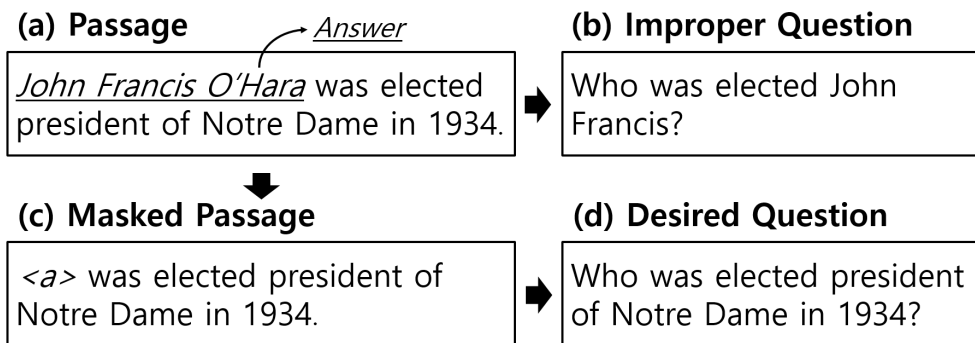 (a) Passage
Answer
(b) Improper Question
John Francis O'Hara was elected
president of Notre Dame in 1934.
Who was elected John
Francis?
(c) Masked Passage
(d) Desired Question
<a> was elected president of
Notre Dame in 1934.
Who was elected president
of Notre Dame in 1934?